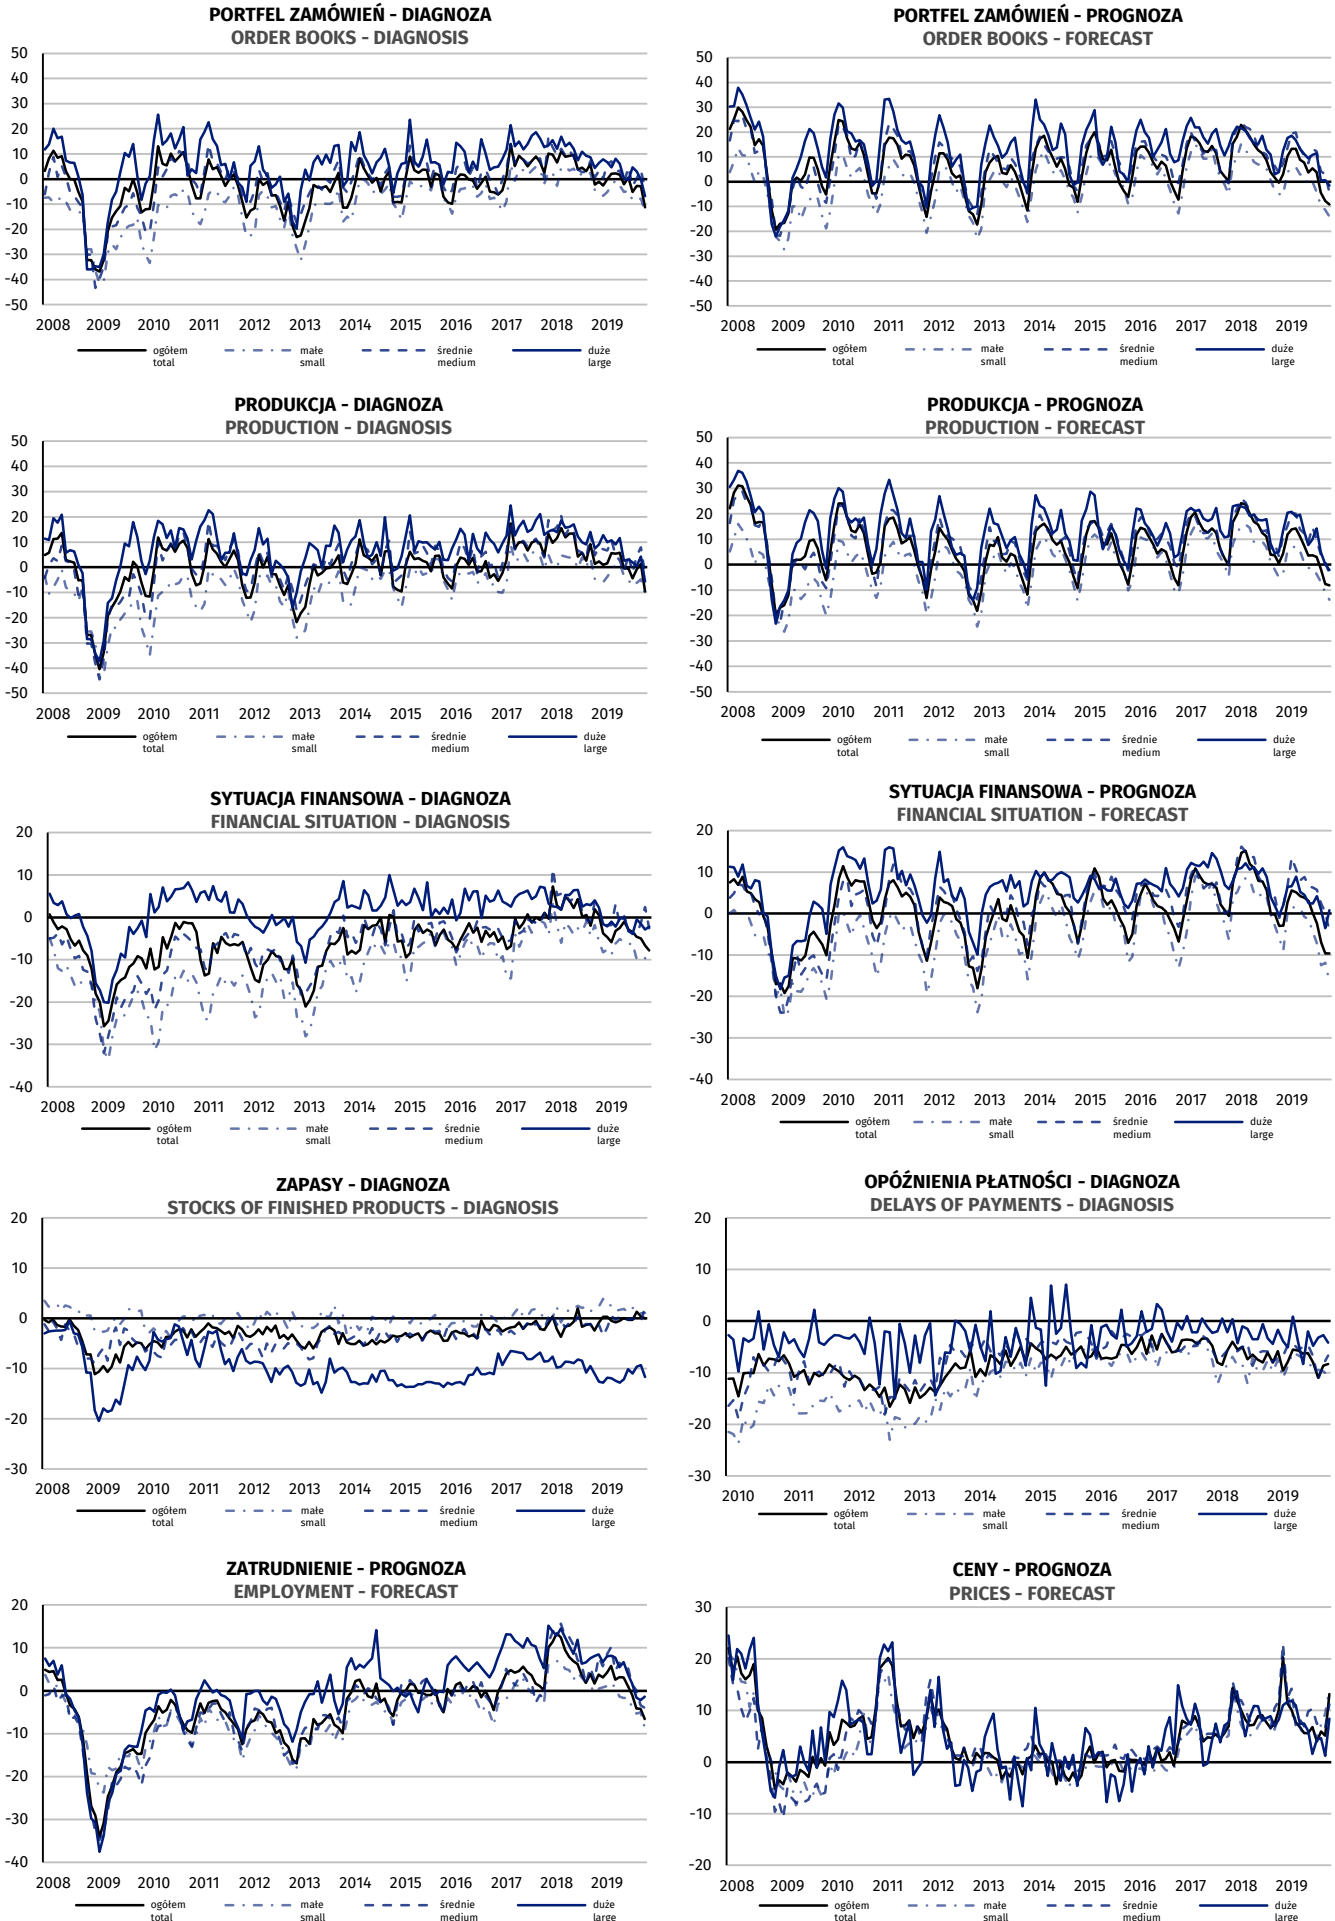 PORTFEL ZAMÓWIEŃ - DIAGNOZA
ORDER BOOKS - DIAGNOSIS
50
40
30
20
10
0
-10
-20
-30
-40
-50
2008 2009 2010 2011 2012 2013 2014 2015 2016 2017 2018 2019
ogółem małe średnie duże
total small medium large
PORTFEL ZAMÓWIEŃ - PROGNOZA
ORDER BOOKS - FORECAST
50
40
30
20
10
0
-10
-20
-30
-40
-50
2008 2009 2010 2011 2012 2013 2014 2015 2016 2017 2018 2019
ogółem małe średnie duże
total small medium large
PRODUKCJA - DIAGNOZA
PRODUCTION - DIAGNOSIS
50
40
30
20
10
0
-10
-20
-30
-40
-50
2008 2009 2010 2011 2012 2013 2014 2015 2016 2017 2018 2019
ogółem małe średnie duże
total small medium large
PRODUKCJA - PROGNOZA
PRODUCTION - FORECAST
50
40
30
20
10
0
-10
-20
-30
-40
-50
2008 2009 2010 2011 2012 2013 2014 2015 2016 2017 2018 2019
ogółem małe średnie duże
total small medium large
SYTUACJA FINANSOWA - DIAGNOZA
FINANCIAL SITUATION - DIAGNOSIS
20
10
0
-10
-20
-30
-40
2008 2009 2010 2011 2012 2013 2014 2015 2016 2017 2018 2019
ogółem małe średnie duże
total small medium large
SYTUACJA FINANSOWA - PROGNOZA
FINANCIAL SITUATION - FORECAST
20
10
0
-10
-20
-30
-40
2008 2009 2010 2011 2012 2013 2014 2015 2016 2017 2018 2019
ogółem małe średnie duże
total small medium large
ZAPASY - DIAGNOZA
STOCKS OF FINISHED PRODUCTS - DIAGNOSIS
20
10
0
-10
-20
-30
2008 2009 2010 2011 2012 2013 2014 2015 2016 2017 2018 2019
ogółem małe średnie duże
total small medium large
OPÓŹNIENIA PŁATNOŚCI - DIAGNOZA
DELAYS OF PAYMENTS - DIAGNOSIS
20
10
0
-10
-20
-30
2010 2011 2012 2013 2014 2015 2016 2017 2018 2019
ogółem małe średnie duże
total small medium large
ZATRUDNIENIE - PROGNOZA
EMPLOYMENT - FORECAST
20
10
0
-10
-20
-30
-40
2008 2009 2010 2011 2012 2013 2014 2015 2016 2017 2018 2019
ogółem małe średnie duże
total small medium large
CENY - PROGNOZA
PRICES - FORECAST
30
20
10
0
-10
-20
2008 2009 2010 2011 2012 2013 2014 2015 2016 2017 2018 2019
ogółem małe średnie duże
total small medium large